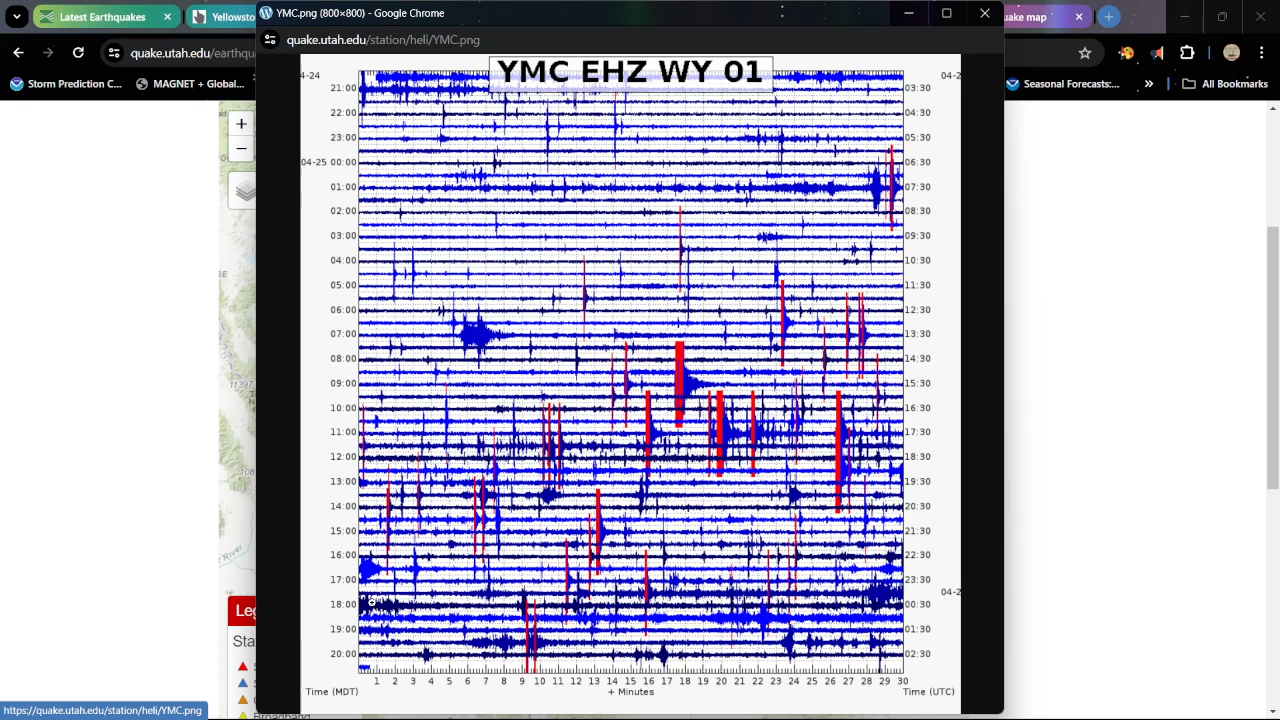 Latest Earthquakes
Yellowsto
YMC.png (800×800) - Google Chrome
uake map
quake.utah.edu/earthqu
quake.utah.edu/station/heli/YMC.png
Storm Prediction...
MAGNET - Global...
Seasonal Forecast:...
All Bookmarks
4-24
YMC EHZ WY 01
04-2
21:00 03:30
22:00 04:30
23:00 05:30
04-25 00:00 06:30
01:00 07:30
02:00 08:30
03:00 09:30
04:00 10:30
05:00 11:30
06:00 12:30
13:30
08:00 14:30
09:00 15:30
10:00 16:30
11:00 17:30
12:00 18:30
13:00 19:30
14:00 20:30
15:00 21:30
16:00 22:30
17:00 23:30
04-2
18:00 00:30
19:00 01:30
20:00 02:30
1 2 3 4 5 6 7 8 9 10 11 12 13 14 15 16 17 18 19 20 21 22 23 24 25 26 27 28 29 30
Time (MDT) + Minutes Time (UTC)
+
−
11397
River
Leg
Sta
Broadband
https://quake.utah.edu/station/heli/YMC.png